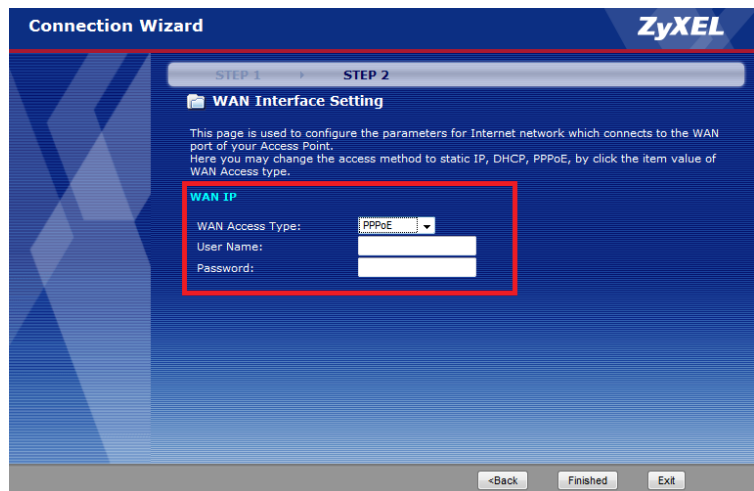 Connection Wizard
ZyXEL
STEP 1
STEP 2
WAN Interface Setting
This page is used to configure the parameters for Internet network which connects to the WAN
port of your Access Point.
Here you may change the access method to static IP, DHCP, PPPoE, by click the item value of
WAN Access type.
WAN IP
WAN Access Type: PPPoE
User Name:
Password:
<Back Finished Exit